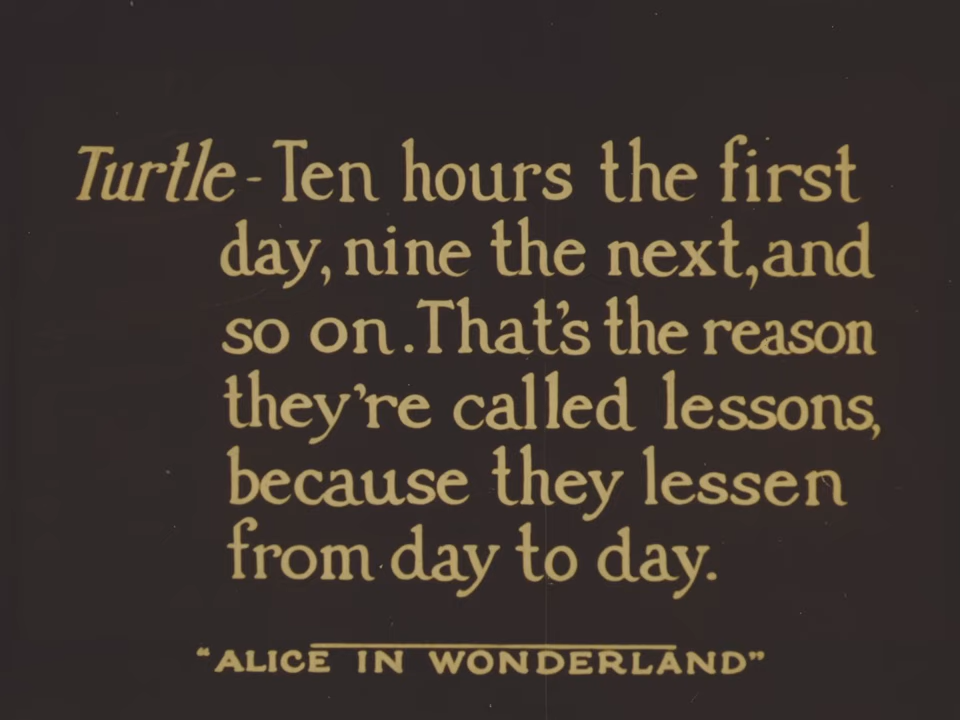 Turtle - Ten hours the first
day, nine the next, and
so on. That's the reason
they're called lessons,
because they lessen
from day to day.
"ALICE IN WONDERLAND"